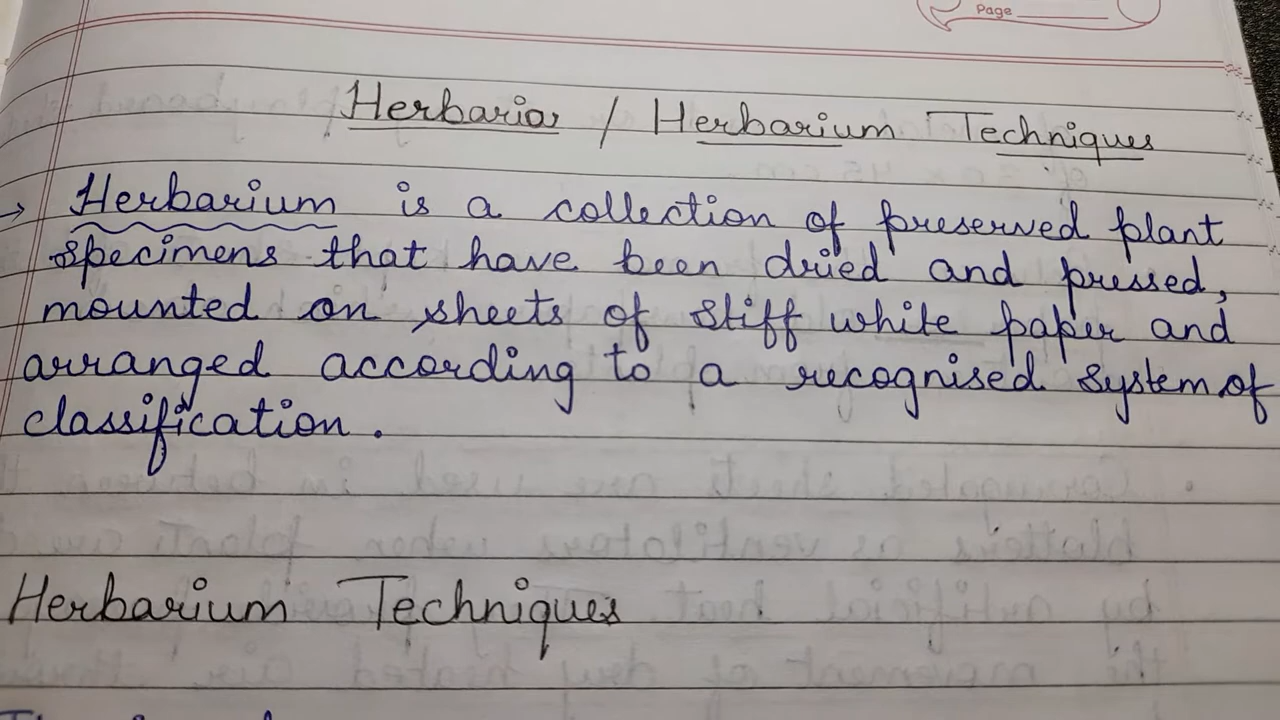 Page
Herbaria / Herbarium Techniques
→ Herbarium is a collection of preserved plant
specimens that have been dried and pressed,
mounted on sheets of stiff white paper and
arranged according to a recognised system of
classification.
Herbarium Techniques